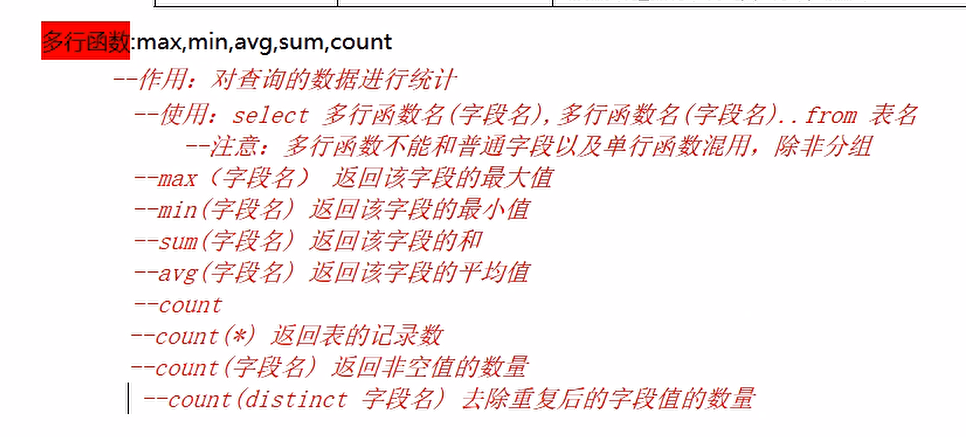 多行函数:max,min,avg,sum,count
--作用：对查询的数据进行统计
--使用：select 多行函数名(字段名),多行函数名(字段名)..from 表名
--注意：多行函数不能和普通字段以及单行函数混用，除非分组
--max（字段名） 返回该字段的最大值
--min(字段名) 返回该字段的最小值
--sum(字段名) 返回该字段的和
--avg(字段名) 返回该字段的平均值
--count
--count(*) 返回表的记录数
--count(字段名) 返回非空值的数量
--count(distinct 字段名) 去除重复后的字段值的数量